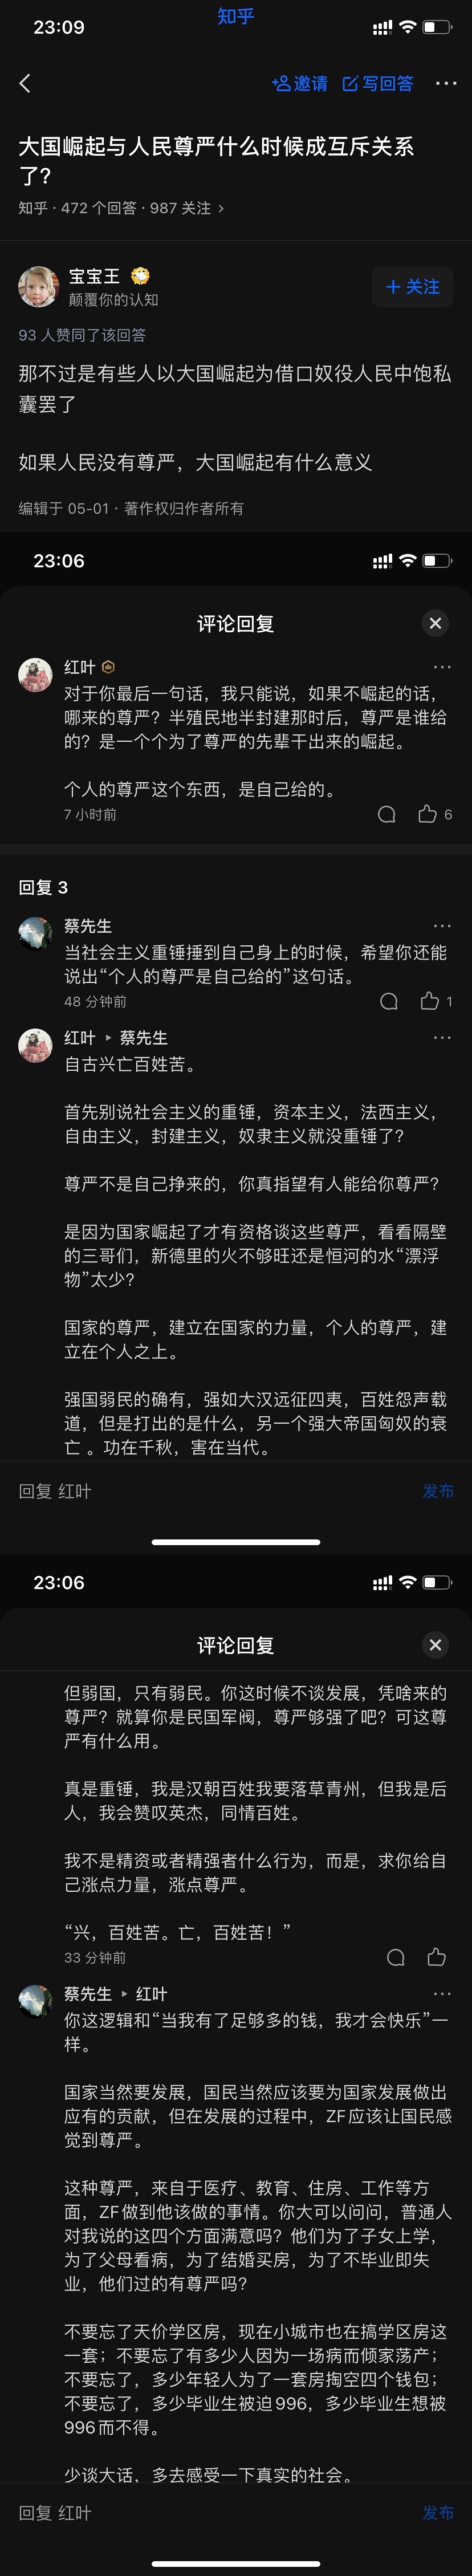 23:09
知乎
邀请 写回答
大国崛起与人民尊严什么时候成互斥关系
了?
知乎 · 472 个回答 · 987 关注 >
宝宝王
颠覆你的认知
+ 关注
93 人赞同了该回答
那不过是有些人以大国崛起为借口奴役人民中饱私
囊罢了
如果人民没有尊严，大国崛起有什么意义
编辑于 05-01 · 著作权归作者所有
23:06
评论回复
红叶
对于你最后一句话，我只能说，如果不崛起的话，
哪来的尊严？半殖民地半封建那时后，尊严是谁给
的？是一个个为了尊严的先辈干出来的崛起。
个人的尊严这个东西，是自己给的。
7 小时前
6
回复 3
蔡先生
当社会主义重锤捶到自己身上的时候，希望你还能
说出“个人的尊严是自己给的”这句话。
48 分钟前
1
红叶 ▸ 蔡先生
自古兴亡百姓苦。
首先别说社会主义的重锤，资本主义，法西主义，
自由主义，封建主义，奴隶主义就没重锤了？
尊严不是自己挣来的，你真指望有人能给你尊严？
是因为国家崛起了才有资格谈这些尊严，看看隔壁
的三哥们，新德里的火不够旺还是恒河的水“漂浮
物”太少？
国家的尊严，建立在国家的力量，个人的尊严，建
立在个人之上。
强国弱民的确有，强如大汉远征四夷，百姓怨声载
道，但是打出的是什么，另一个强大帝国匈奴的衰
亡 。功在千秋，害在当代。
回复 红叶
发布
23:06
评论回复
但弱国，只有弱民。你这时候不谈发展，凭啥来的
尊严？就算你是民国军阀，尊严够强了吧？可这尊
严有什么用。
真是重锤，我是汉朝百姓我要落草青州，但我是后
人，我会赞叹英杰，同情百姓。
我不是精资或者精强者什么行为，而是，求你给自
己涨点力量，涨点尊严。
“兴，百姓苦。亡，百姓苦！”
33 分钟前
蔡先生 ▸ 红叶
你这逻辑和“当我有了足够多的钱，我才会快乐”一
样。
国家当然要发展，国民当然应该要为国家发展做出
应有的贡献，但在发展的过程中，ZF应该让国民感
觉到尊严。
这种尊严，来自于医疗、教育、住房、工作等方
面，ZF做到他该做的事情。你大可以问问，普通人
对我说的这四个方面满意吗？他们为了子女上学，
为了父母看病，为了结婚买房，为了不毕业即失
业，他们过的有尊严吗？
不要忘了天价学区房，现在小城市也在搞学区房这
一套；不要忘了有多少人因为一场病而倾家荡产；
不要忘了，多少年轻人为了一套房掏空四个钱包；
不要忘了，多少毕业生被迫996，多少毕业生想被
996而不得。
少谈大话，多去感受一下真实的社会。
回复 红叶
发布